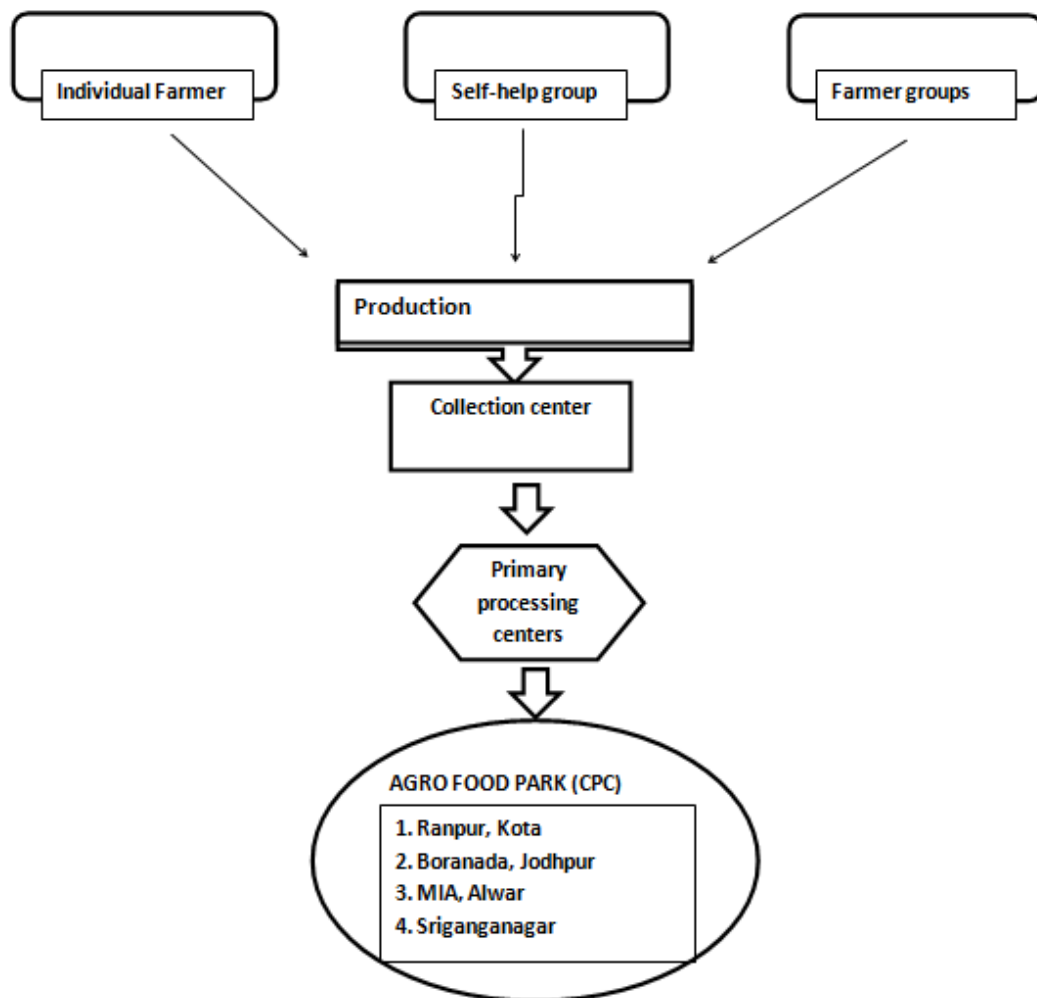 Individual Farmer
Self-help group
Farmer groups
Production
Collection center
Primary
processing
centers
AGRO FOOD PARK (CPC)
1. Ranpur, Kota
2. Boranada, Jodhpur
3. MIA, Alwar
4. Sriganganagar